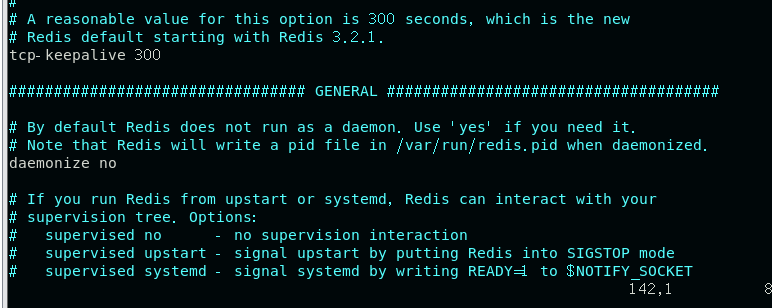 #
# A reasonable value for this option is 300 seconds, which is the new
# Redis default starting with Redis 3.2.1.
tcp-keepalive 300
################################# GENERAL #####################################
# By default Redis does not run as a daemon. Use 'yes' if you need it.
# Note that Redis will write a pid file in /var/run/redis.pid when daemonized.
daemonize no
# If you run Redis from upstart or systemd, Redis can interact with your
# supervision tree. Options:
#   supervised no      - no supervision interaction
#   supervised upstart - signal upstart by putting Redis into SIGSTOP mode
#   supervised systemd - signal systemd by writing READY=1 to $NOTIFY_SOCKET
142,1 8